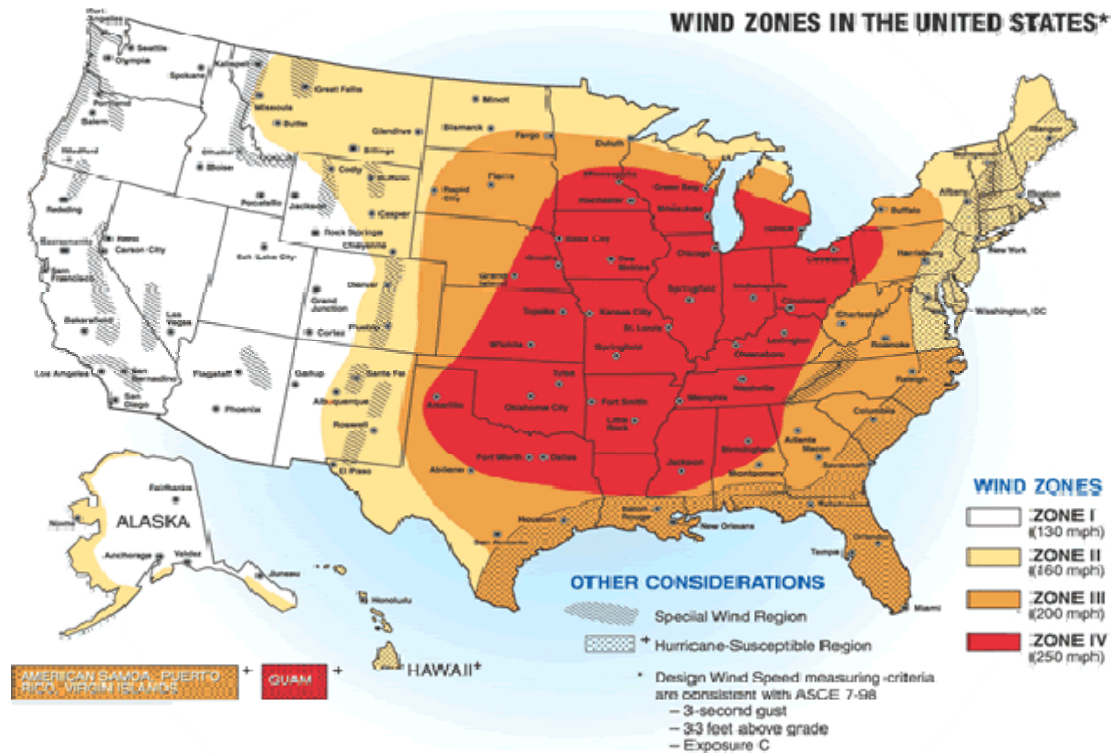 WIND ZONES IN THE UNITED STATES*
Seattle
Olympia
Spokane
Kalispell
Great Falls
Missoula
Butte
Glendive
Billings
Minot
Bismarck
Fargo
Duluth
Portland
Salem
Medford
Boise
Pocatello
Jackson
Cody
Casper
Rock Springs
Cheyenne
Rapid City
Pierre
Minneapolis
Rochester
Green Bay
Milwaukee
Chicago
Buffalo
Albany
Bangor
Boston
New York
Redding
Sacramento
San Francisco
Reno
Carson City
Salt Lake City
Grand Junction
Denver
Pueblo
Cortez
Sioux City
Omaha
Des Moines
Grand Island
Topeka
Kansas City
St. Louis
Springfield
Indianapolis
Cincinnati
Cleveland
Harrisburg
Washington, DC
Charleston
Roanoke
Lexington
Owensboro
Raleigh
Bakersfield
Las Vegas
Los Angeles
San Bernardino
San Diego
Flagstaff
Phoenix
Gallup
Santa Fe
Albuquerque
Roswell
El Paso
Wichita
Springfield
Tulsa
Amarillo
Oklahoma City
Fort Smith
Little Rock
Memphis
Nashville
Columbia
Atlanta
Macon
Savannah
Birmingham
Montgomery
Jackson
Fort Worth
Dallas
Abilene
San Antonio
Houston
Baton Rouge
New Orleans
Orlando
Tampa
Miami
Fairbanks
Nome
ALASKA
Anchorage
Valdez
Juneau
Honolulu
HAWAII+
AMERICAN SAMOA, PUERTO
RICO, VIRGIN ISLANDS
+
GUAM
+
OTHER CONSIDERATIONS
Special Wind Region
+ Hurricane-Susceptible Region
* Design Wind Speed measuring criteria
are consistent with ASCE 7-98
– 3-second gust
– 33 feet above grade
– Exposure C
WIND ZONES
ZONE I
(130 mph)
ZONE II
(160 mph)
ZONE III
(200 mph)
ZONE IV
(250 mph)